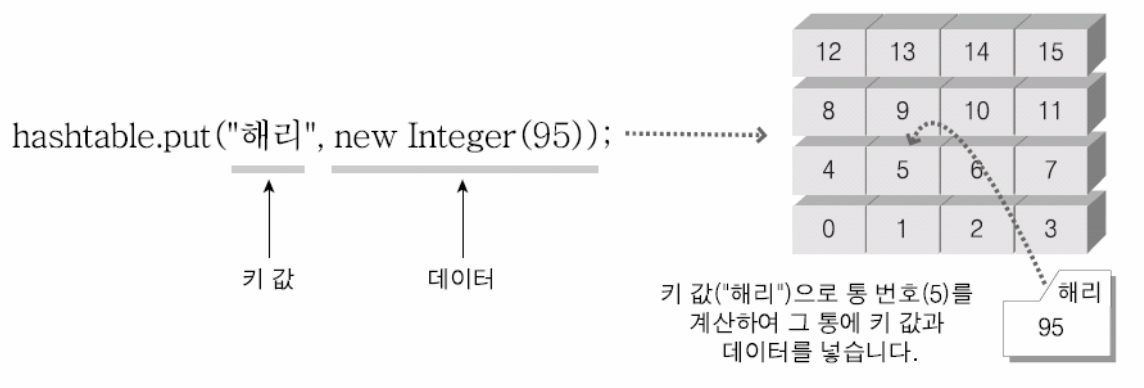 hashtable.put("해리", new Integer(95));
키 값
데이터
12 13 14 15
8 9 10 11
4 5 6 7
0 1 2 3
해리
95
키 값("해리")으로 통 번호(5)를
계산하여 그 통에 키 값과
데이터를 넣습니다.